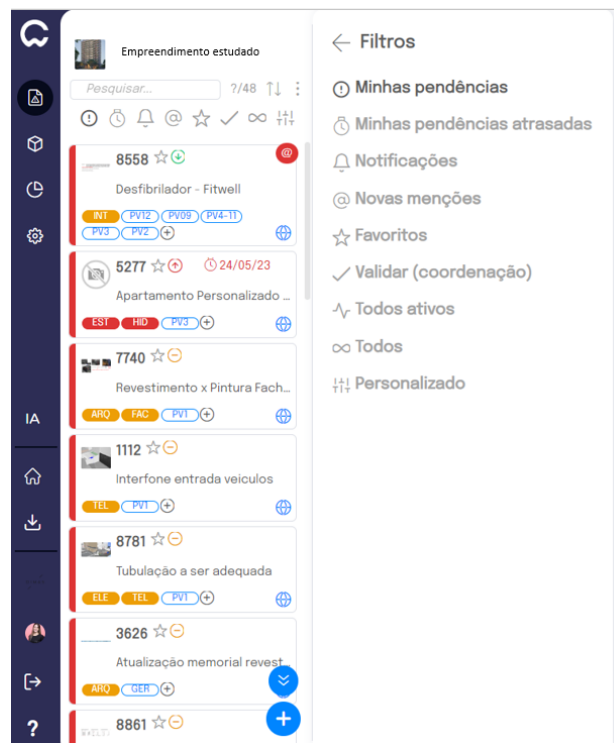 Empreendimento estudado
Pesquisar...
?/48
8558
@
Desfibrilador - Fitwell
INT PV12 PV09 PV4-11
PV3 PV2
5277 24/05/23
Apartamento Personalizado ...
EST HID PV3
7740
Revestimento x Pintura Fach...
ARQ FAC PV1
1112
Interfone entrada veiculos
TEL PV1
8781
Tubulação a ser adequada
ELE TEL PV1
3626
Atualização memorial revest...
ARQ GER
8861
IA
?
Filtros
Minhas pendências
Minhas pendências atrasadas
Notificações
@ Novas menções
Favoritos
Validar (coordenação)
Todos ativos
Todos
Personalizado